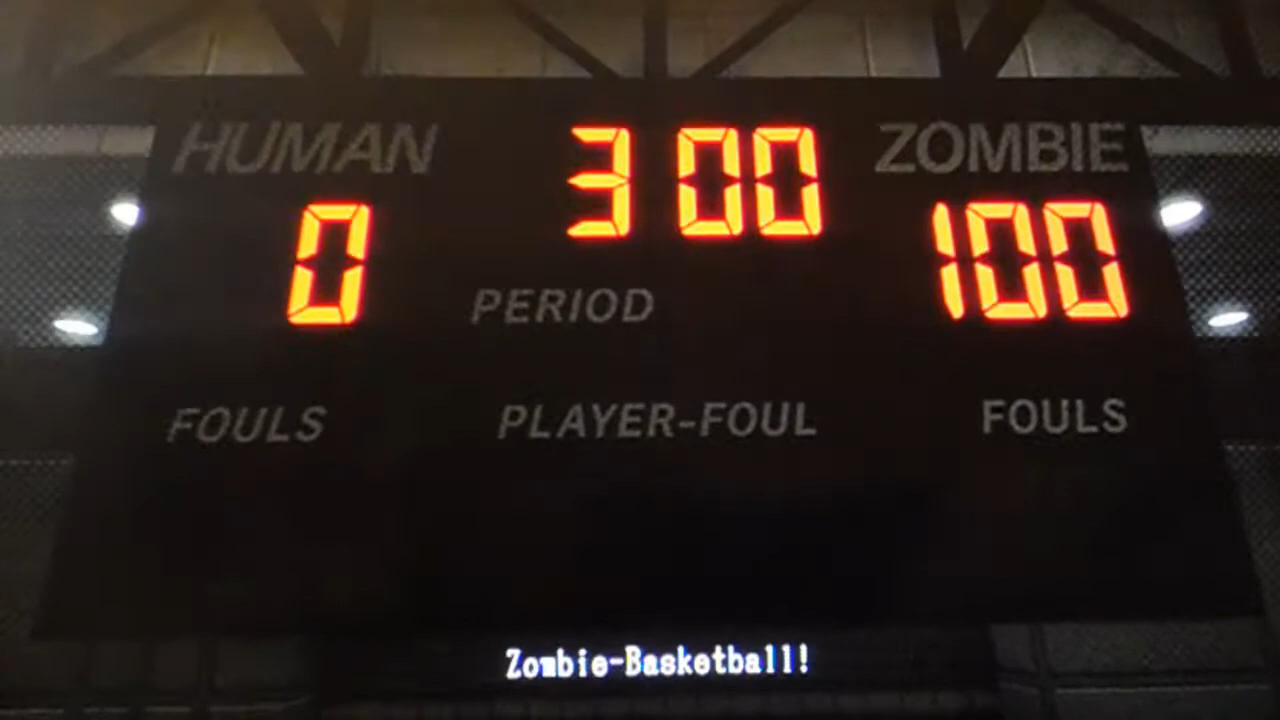 HUMAN 3 00 ZOMBIE
0 100
PERIOD
FOULS PLAYER-FOUL FOULS
Zombie-Basketball!